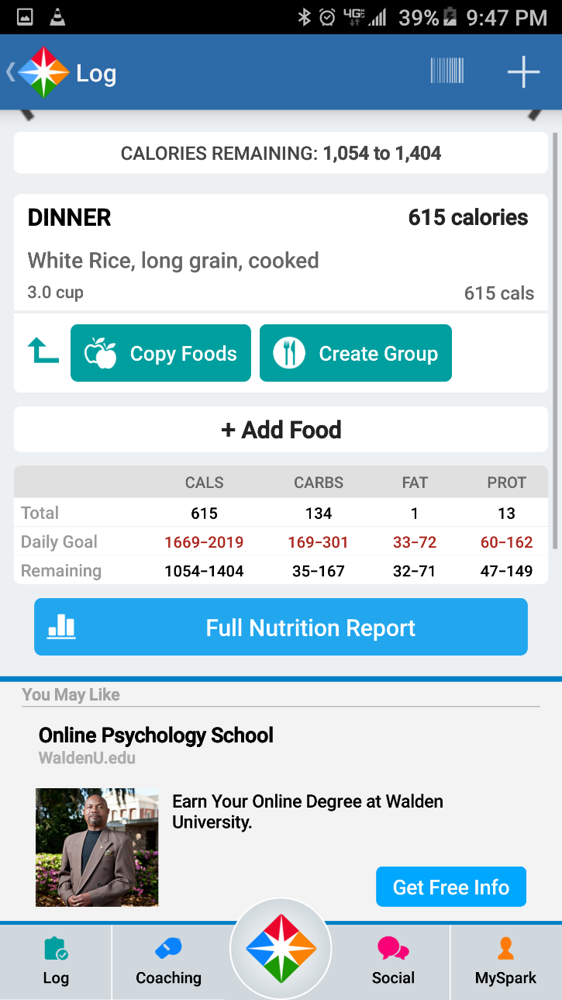 4G 39% 9:47 PM
Log
CALORIES REMAINING: 1,054 to 1,404
DINNER 615 calories
White Rice, long grain, cooked
3.0 cup 615 cals
Copy Foods Create Group
+ Add Food
CALS CARBS FAT PROT
Total 615 134 1 13
Daily Goal 1669-2019 169-301 33-72 60-162
Remaining 1054-1404 35-167 32-71 47-149
Full Nutrition Report
You May Like
Online Psychology School
WaldenU.edu
Earn Your Online Degree at Walden
University.
Get Free Info
Log Coaching Social MySpark